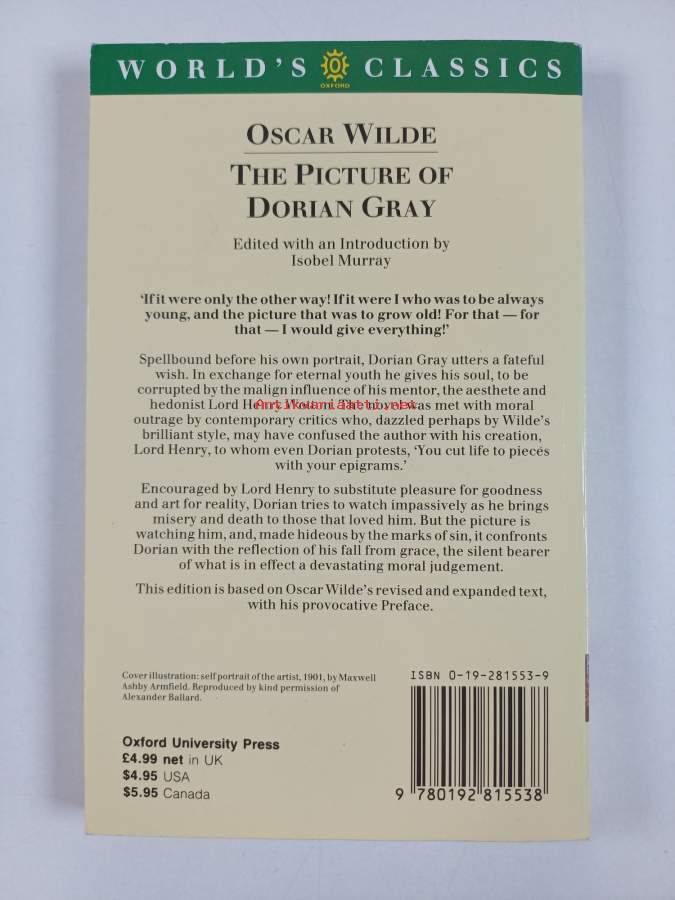 WORLD'S CLASSICS
OXFORD
OSCAR WILDE
THE PICTURE OF
DORIAN GRAY
Edited with an Introduction by
Isobel Murray
'If it were only the other way! If it were I who was to be always
young, and the picture that was to grow old! For that — for
that — I would give everything!'
Spellbound before his own portrait, Dorian Gray utters a fateful
wish. In exchange for eternal youth he gives his soul, to be
corrupted by the malign influence of his mentor, the aesthete and
hedonist Lord Henry Wotton. The novel was met with moral
outrage by contemporary critics who, dazzled perhaps by Wilde's
brilliant style, may have confused the author with his creation,
Lord Henry, to whom even Dorian protests, 'You cut life to pieces
with your epigrams.'
Encouraged by Lord Henry to substitute pleasure for goodness
and art for reality, Dorian tries to watch impassively as he brings
misery and death to those that loved him. But the picture is
watching him, and, made hideous by the marks of sin, it confronts
Dorian with the reflection of his fall from grace, the silent bearer
of what is in effect a devastating moral judgement.
This edition is based on Oscar Wilde's revised and expanded text,
with his provocative Preface.
Cover illustration: self portrait of the artist, 1901, by Maxwell
Ashby Armfield. Reproduced by kind permission of
Alexander Ballard.
ISBN 0-19-281553-9
Oxford University Press
£4.99 net in UK
$4.95 USA
$5.95 Canada
9 780192 815538